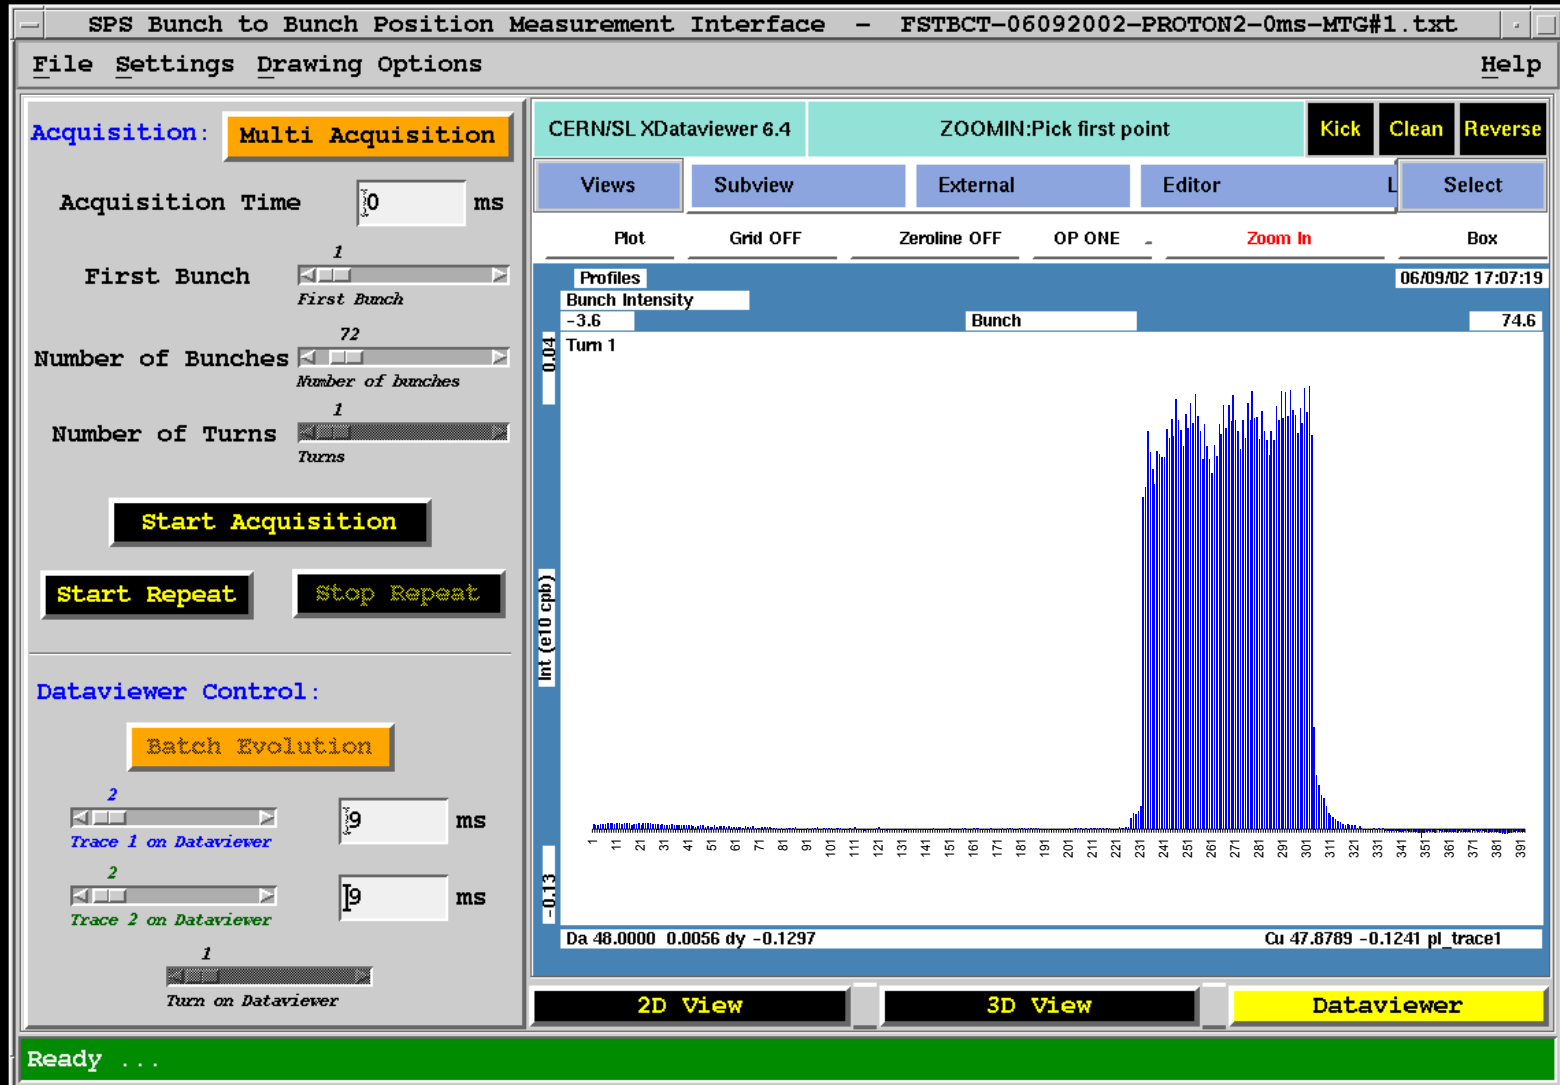 SPS Bunch to Bunch Position Measurement Interface - FSTBCT-06092002-PROTON2-0ms-MTG#1.txt
File Settings Drawing Options Help
Acquisition: Multi Acquisition
Acquisition Time 0 ms
1
First Bunch
First Bunch
72
Number of Bunches
Number of bunches
1
Number of Turns
Turns
Start Acquisition
Start Repeat Stop Repeat
Dataviewer Control:
Batch Evolution
2
9 ms
Trace 1 on Dataviewer
2
9 ms
Trace 2 on Dataviewer
1
Turn on Dataviewer
CERN/SL XDataviewer 6.4 ZOOMIN:Pick first point Kick Clean Reverse
Views Subview External Editor L Select
Plot Grid OFF Zeroline OFF OP ONE Zoom In Box
Profiles 06/09/02 17:07:19
Bunch Intensity
-3.6 Bunch 74.6
Turn 1
0.04
Int (e10 cpb)
-0.13
1 11 21 31 41 51 61 71 81 91 101 111 121 131 141 151 161 171 181 191 201 211 221 231 241 251 261 271 281 291 301 311 321 331 341 351 361 371 381 391
Da 48.0000 0.0056 dy -0.1297 Cu 47.8789 -0.1241 pl_trace1
2D View 3D View Dataviewer
Ready ...